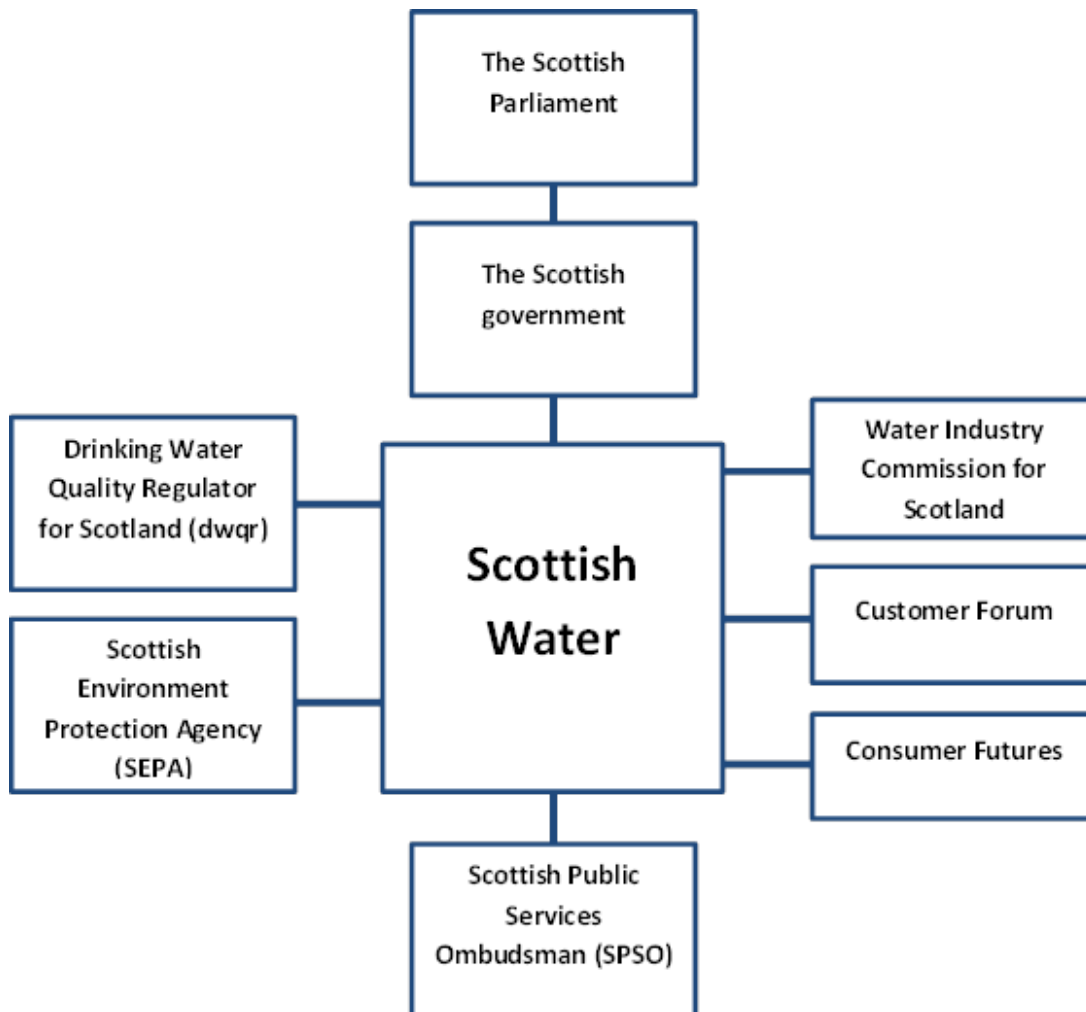 The Scottish
Parliament
The Scottish
government
Drinking Water
Quality Regulator
for Scotland (dwqr)
Water Industry
Commission for
Scotland
Scottish
Water
Customer Forum
Scottish
Environment
Protection Agency
(SEPA)
Consumer Futures
Scottish Public
Services
Ombudsman (SPSO)